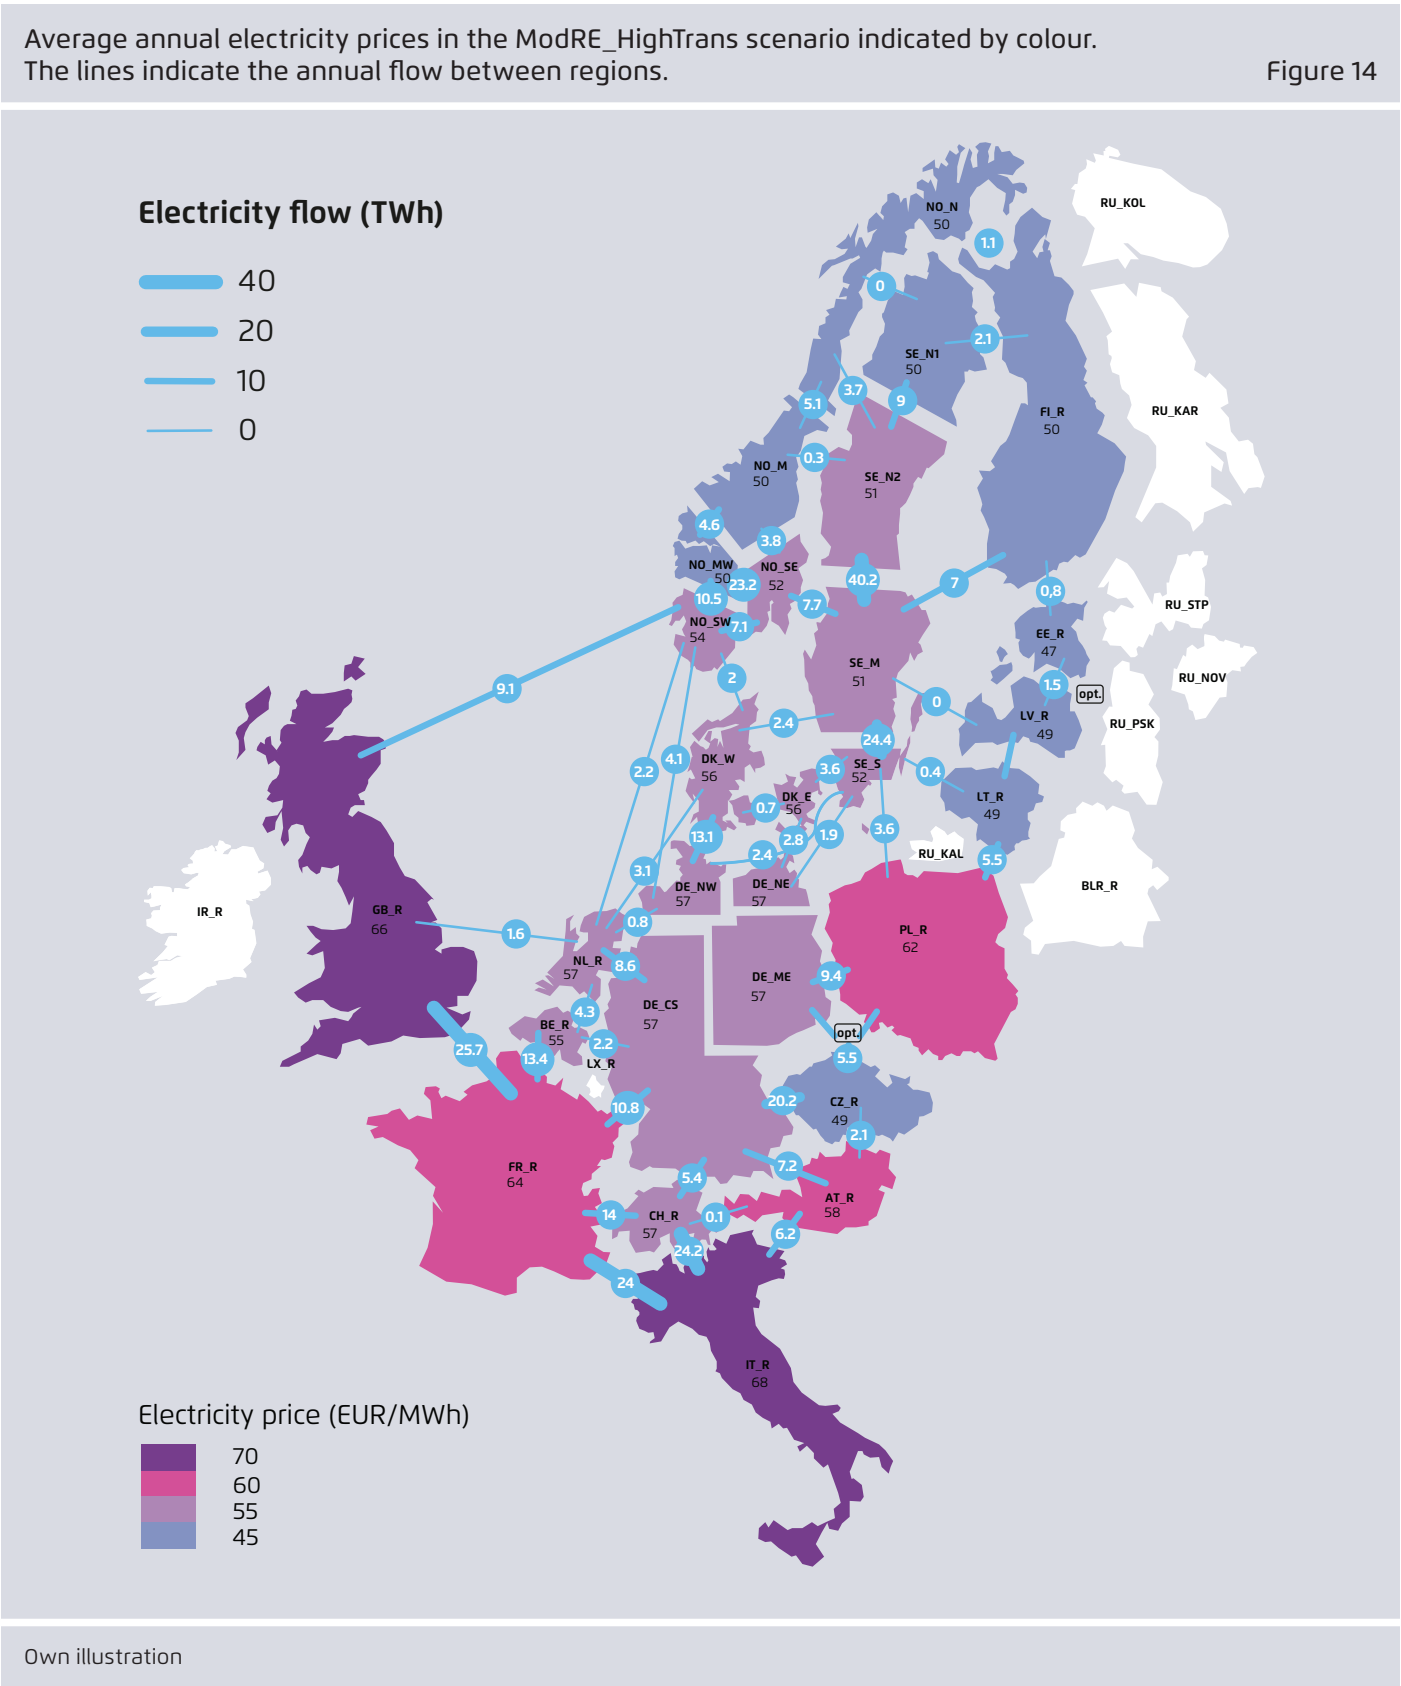 Average annual electricity prices in the ModRE_HighTrans scenario indicated by colour.
The lines indicate the annual flow between regions.
Figure 14
Electricity flow (TWh)
40
20
10
0
NO_N
50
1.1
RU_KOL
0
SE_N1
50
2.1
5.1
3.7
9
FI_R
50
RU_KAR
NO_M
50
0.3
SE_N2
51
4.6
3.8
NO_MW
50
23.2
NO_SE
52
40.2
7
0,8
10.5
7.7
RU_STP
NO_SW
54
7.1
EE_R
47
SE_M
51
2
1.5
opt.
RU_NOV
9.1
0
LV_R
49
RU_PSK
2.4
24.4
2.2
4.1
DK_W
56
3.6
SE_S
52
0.4
LT_R
49
0.7
DK_E
56
13.1
2.8
1.9
3.6
2.4
RU_KAL
5.5
3.1
DE_NW
57
DE_NE
57
BLR_R
IR_R
GB_R
66
0.8
1.6
PL_R
62
NL_R
57
8.6
DE_ME
57
9.4
DE_CS
57
4.3
BE_R
55
2.2
opt.
25.7
13.4
LX_R
5.5
10.8
20.2
CZ_R
49
2.1
FR_R
64
5.4
7.2
AT_R
58
14
CH_R
57
0.1
6.2
24.2
24
IT_R
68
Electricity price (EUR/MWh)
70
60
55
45
Own illustration